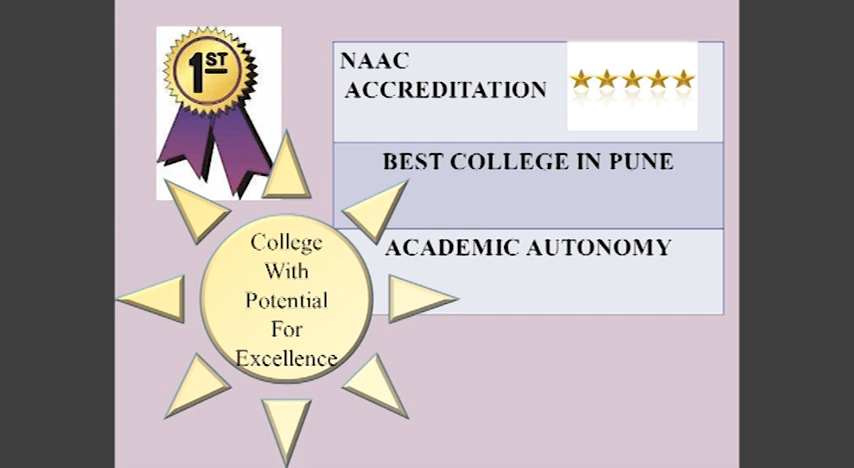 1ST
NAAC
ACCREDITATION
BEST COLLEGE IN PUNE
ACADEMIC AUTONOMY
College
With
Potential
For
Excellence